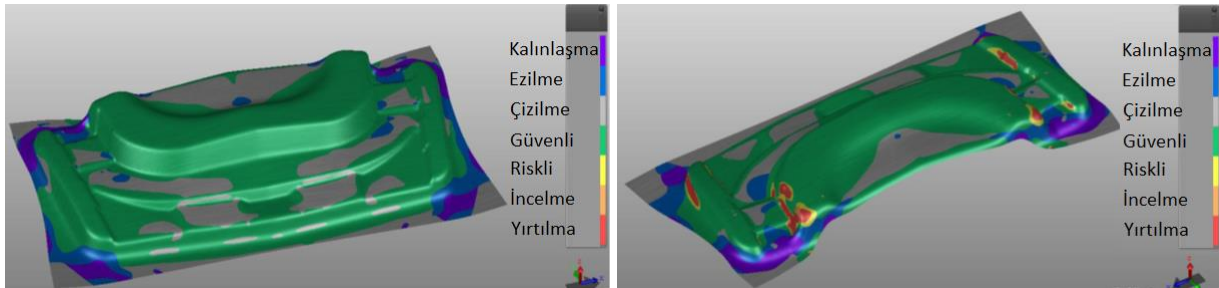 Kalınlaşma
Ezilme
Çizilme
Güvenli
Riskli
İncelme
Yırtılma
Kalınlaşma
Ezilme
Çizilme
Güvenli
Riskli
İncelme
Yırtılma